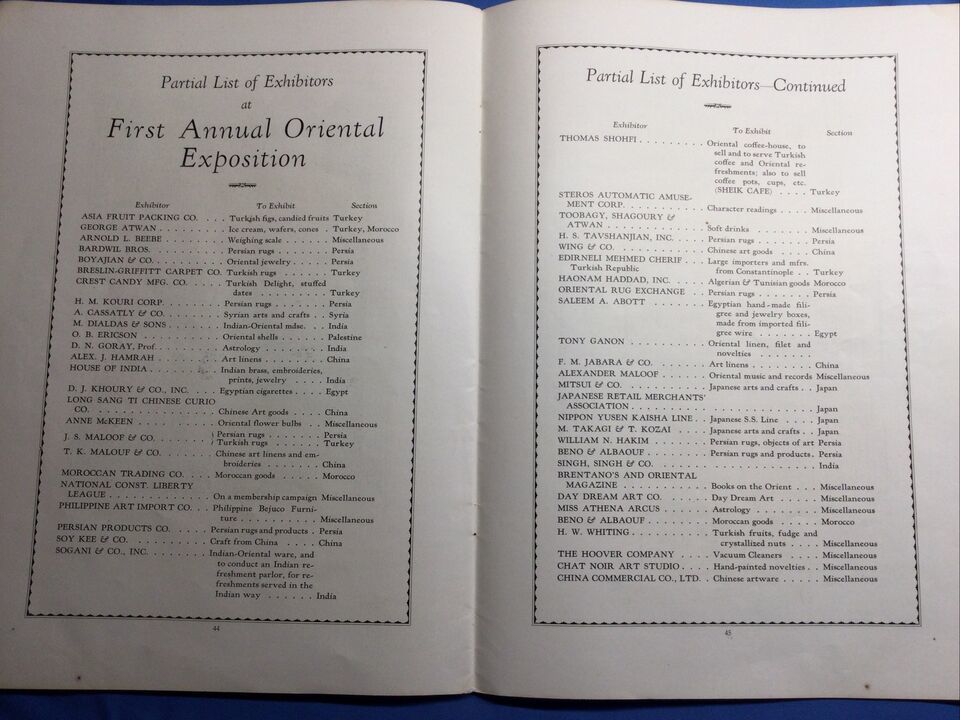 Partial List of Exhibitors
at
First Annual Oriental
Exposition
Exhibitor To Exhibit Section
ASIA FRUIT PACKING CO. . . . Turkish figs, candied fruits Turkey
GEORGE ATWAN . . . . . . . . . Ice cream, wafers, cones . Turkey, Morocco
ARNOLD L. BEEBE . . . . . . . . Weighing scale . . . . . . Miscellaneous
BARDWIL BROS. . . . . . . . . . Persian rugs . . . . . . . Persia
BOYAJIAN & CO. . . . . . . . . . Oriental jewelry . . . . . Persia
BRESLIN-GRIFFITT CARPET CO. Turkish rugs . . . . . . Turkey
CREST CANDY MFG. CO. . . . . Turkish Delight, stuffed
dates . . . . . . . . . Turkey
H. M. KOURI CORP. . . . . . . . Persian rugs . . . . . . . Persia
A. CASSATLY & CO. . . . . . . . Syrian arts and crafts . . Syria
M. DIALDAS & SONS . . . . . . . Indian-Oriental mdse. . . India
O. B. ERICSON . . . . . . . . . Oriental shells . . . . . Palestine
D. N. GORAY, Prof. . . . . . . . Astrology . . . . . . . India
ALEX. J. HAMRAH . . . . . . . . Art linens . . . . . . . China
HOUSE OF INDIA . . . . . . . . . Indian brass, embroideries,
prints, jewelry . . . . India
D. J. KHOURY & CO., INC. . . . . Egyptian cigarettes . . . . Egypt
LONG SANG TI CHINESE CURIO
CO. . . . . . . . . . . . . . . Chinese Art goods . . . . China
ANNE McKEEN . . . . . . . . . . Oriental flower bulbs . . Miscellaneous
J. S. MALOUF & CO. . . . . . . . { Persian rugs . . . . . . . Persia
{ Turkish rugs . . . . . . . Turkey
T. K. MALOUF & CO. . . . . . . . Chinese art linens and em-
broideries . . . . . . . China
MOROCCAN TRADING CO. . . . . Moroccan goods . . . . . Morocco
NATIONAL CONST. LIBERTY
LEAGUE . . . . . . . . . . . . On a membership campaign Miscellaneous
PHILIPPINE ART IMPORT CO. . . . Philippine Bejuco Furni-
ture . . . . . . . . . . Miscellaneous
PERSIAN PRODUCTS CO. . . . . . Persian rugs and products . Persia
SOY KEE & CO. . . . . . . . . . Craft from China . . . . China
SOGANI & CO., INC. . . . . . . . Indian-Oriental ware, and
to conduct an Indian re-
freshment parlor, for re-
freshments served in the
Indian way . . . . . . India
44
Partial List of Exhibitors—Continued
Exhibitor To Exhibit Section
THOMAS SHOHFI . . . . . . . . . Oriental coffee-house, to
sell and to serve Turkish
coffee and Oriental re-
freshments; also to sell
coffee pots, cups, etc.
(SHEIK CAFE) . . . . Turkey
STEROS AUTOMATIC AMUSE-
MENT CORP. . . . . . . . . . . Character readings . . . . Miscellaneous
TOOBAGY, SHAGOURY &
ATWAN . . . . . . . . . . . . . Soft drinks . . . . . . . Miscellaneous
H. S. TAVSHANJIAN, INC. . . . . Persian rugs . . . . . . . Persia
WING & CO. . . . . . . . . . . . Chinese art goods . . . . China
EDIRNELI MEHMED CHERIF . . . Large importers and mfrs.
Turkish Republic from Constantinople . . Turkey
HAONAM HADDAD, INC. . . . . Algerian & Tunisian goods Morocco
ORIENTAL RUG EXCHANGE . . . Persian rugs . . . . . . . Persia
SALEEM A. ABOTT . . . . . . . Egyptian hand-made fili-
gree and jewelry boxes,
made from imported fili-
gree wire . . . . . . . . Egypt
TONY GANON . . . . . . . . . . Oriental linen, filet and
novelties . . . . . . . .
F. M. JABARA & CO. . . . . . . . Art linens . . . . . . . . China
ALEXANDER MALOOF . . . . . . Oriental music and records Miscellaneous
MITSUI & CO. . . . . . . . . . . Japanese arts and crafts . . Japan
JAPANESE RETAIL MERCHANTS'
ASSOCIATION . . . . . . . . . . . . . . . . . . . . . Japan
NIPPON YUSEN KAISHA LINE . . Japanese S.S. Line . . . . Japan
M. TAKAGI & T. KOZAI . . . . Japanese arts and crafts . . Japan
WILLIAM N. HAKIM . . . . . . . Persian rugs, objects of art Persia
BENO & ALBAOUF . . . . . . . . Persian rugs and products. Persia
SINGH, SINGH & CO. . . . . . . . . . . . . . . . . . India
BRENTANO'S AND ORIENTAL
MAGAZINE . . . . . . . . . . . Books on the Orient . . . Miscellaneous
DAY DREAM ART CO. . . . . . . Day Dream Art . . . . . Miscellaneous
MISS ATHENA ARCUS . . . . . . Astrology . . . . . . . . Miscellaneous
BENO & ALBAOUF . . . . . . . . Moroccan goods . . . . . Morocco
H. W. WHITING . . . . . . . . . Turkish fruits, fudge and
crystallized nuts . . . . Miscellaneous
THE HOOVER COMPANY . . . . Vacuum Cleaners . . . . Miscellaneous
CHAT NOIR ART STUDIO . . . . Hand-painted novelties . . Miscellaneous
CHINA COMMERCIAL CO., LTD. . Chinese artware . . . . . Miscellaneous
45